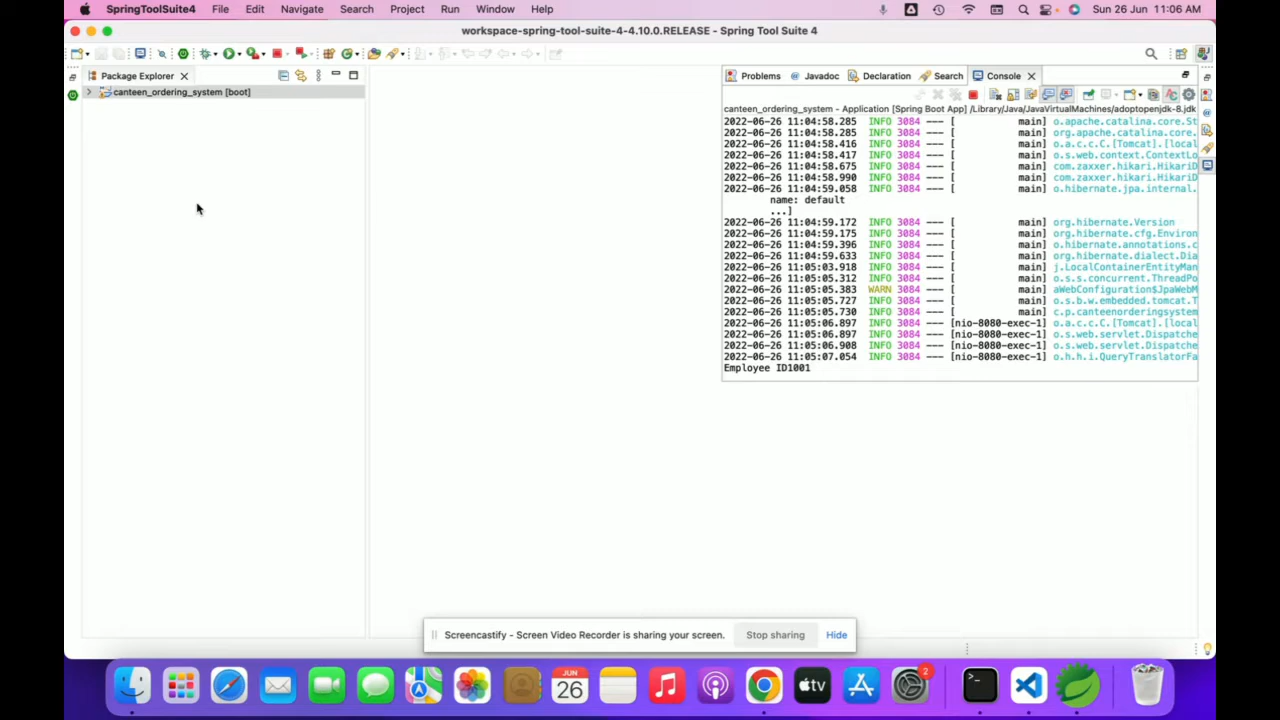 SpringToolSuite4 File Edit Navigate Search Project Run Window Help Sun 26 Jun 11:06 AM
workspace-spring-tool-suite-4-4.10.0.RELEASE - Spring Tool Suite 4
Package Explorer
canteen_ordering_system [boot]
Problems Javadoc Declaration Search Console
canteen_ordering_system - Application [Spring Boot App] /Library/Java/JavaVirtualMachines/adoptopenjdk-8.jdk
2022-06-26 11:04:58.285 INFO 3084 --- [ main] o.apache.catalina.core.St
2022-06-26 11:04:58.285 INFO 3084 --- [ main] org.apache.catalina.core.
2022-06-26 11:04:58.416 INFO 3084 --- [ main] o.a.c.c.C.[Tomcat].[local
2022-06-26 11:04:58.417 INFO 3084 --- [ main] o.s.web.context.ContextLo
2022-06-26 11:04:58.675 INFO 3084 --- [ main] com.zaxxer.hikari.HikariD
2022-06-26 11:04:58.990 INFO 3084 --- [ main] com.zaxxer.hikari.HikariD
2022-06-26 11:04:59.058 INFO 3084 --- [ main] o.hibernate.jpa.internal.
name: default
...]
2022-06-26 11:04:59.172 INFO 3084 --- [ main] org.hibernate.Version
2022-06-26 11:04:59.175 INFO 3084 --- [ main] org.hibernate.cfg.Environ
2022-06-26 11:04:59.396 INFO 3084 --- [ main] o.hibernate.annotations.c
2022-06-26 11:04:59.633 INFO 3084 --- [ main] org.hibernate.dialect.Dia
2022-06-26 11:05:03.918 INFO 3084 --- [ main] j.LocalContainerEntityMan
2022-06-26 11:05:05.312 INFO 3084 --- [ main] o.s.s.concurrent.ThreadPo
2022-06-26 11:05:05.383 WARN 3084 --- [ main] aWebConfiguration$JpaWebM
2022-06-26 11:05:05.727 INFO 3084 --- [ main] o.s.b.w.embedded.tomcat.T
2022-06-26 11:05:05.730 INFO 3084 --- [ main] c.p.canteenorderingsystem
2022-06-26 11:05:06.897 INFO 3084 --- [nio-8080-exec-1] o.a.c.c.C.[Tomcat].[local
2022-06-26 11:05:06.897 INFO 3084 --- [nio-8080-exec-1] o.s.web.servlet.Dispatche
2022-06-26 11:05:06.908 INFO 3084 --- [nio-8080-exec-1] o.s.web.servlet.Dispatche
2022-06-26 11:05:07.054 INFO 3084 --- [nio-8080-exec-1] o.h.h.i.QueryTranslatorFa
Employee ID1001
Screencastify - Screen Video Recorder is sharing your screen. Stop sharing Hide
JUN
26
tv
2